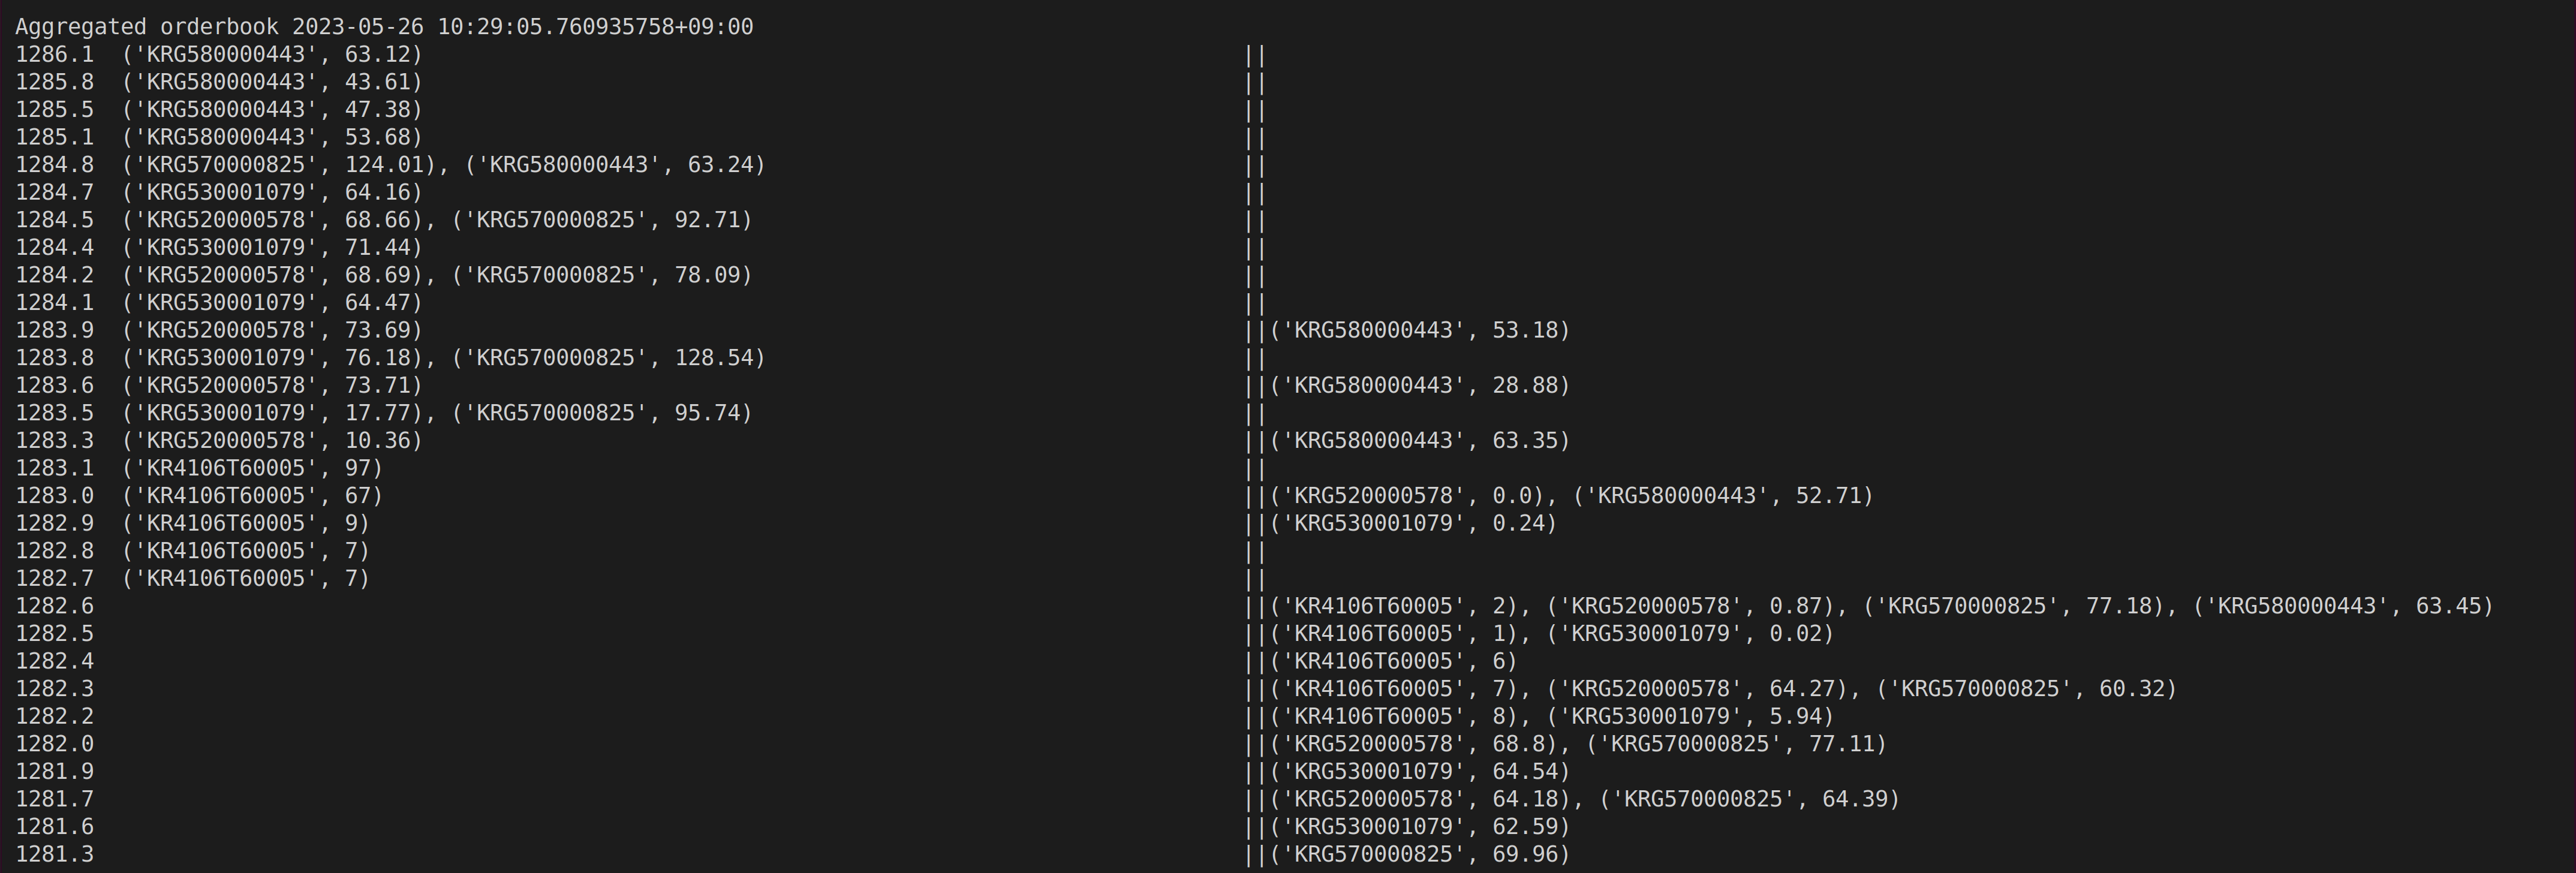 Aggregated orderbook 2023-05-26 10:29:05.760935758+09:00
1286.1  ('KRG580000443', 63.12) ||
1285.8  ('KRG580000443', 43.61) ||
1285.5  ('KRG580000443', 47.38) ||
1285.1  ('KRG580000443', 53.68) ||
1284.8  ('KRG570000825', 124.01), ('KRG580000443', 63.24) ||
1284.7  ('KRG530001079', 64.16) ||
1284.5  ('KRG520000578', 68.66), ('KRG570000825', 92.71) ||
1284.4  ('KRG530001079', 71.44) ||
1284.2  ('KRG520000578', 68.69), ('KRG570000825', 78.09) ||
1284.1  ('KRG530001079', 64.47) ||
1283.9  ('KRG520000578', 73.69) ||('KRG580000443', 53.18)
1283.8  ('KRG530001079', 76.18), ('KRG570000825', 128.54) ||
1283.6  ('KRG520000578', 73.71) ||('KRG580000443', 28.88)
1283.5  ('KRG530001079', 17.77), ('KRG570000825', 95.74) ||
1283.3  ('KRG520000578', 10.36) ||('KRG580000443', 63.35)
1283.1  ('KR4106T60005', 97) ||
1283.0  ('KR4106T60005', 67) ||('KRG520000578', 0.0), ('KRG580000443', 52.71)
1282.9  ('KR4106T60005', 9) ||('KRG530001079', 0.24)
1282.8  ('KR4106T60005', 7) ||
1282.7  ('KR4106T60005', 7) ||
1282.6 ||('KR4106T60005', 2), ('KRG520000578', 0.87), ('KRG570000825', 77.18), ('KRG580000443', 63.45)
1282.5 ||('KR4106T60005', 1), ('KRG530001079', 0.02)
1282.4 ||('KR4106T60005', 6)
1282.3 ||('KR4106T60005', 7), ('KRG520000578', 64.27), ('KRG570000825', 60.32)
1282.2 ||('KR4106T60005', 8), ('KRG530001079', 5.94)
1282.0 ||('KRG520000578', 68.8), ('KRG570000825', 77.11)
1281.9 ||('KRG530001079', 64.54)
1281.7 ||('KRG520000578', 64.18), ('KRG570000825', 64.39)
1281.6 ||('KRG530001079', 62.59)
1281.3 ||('KRG570000825', 69.96)